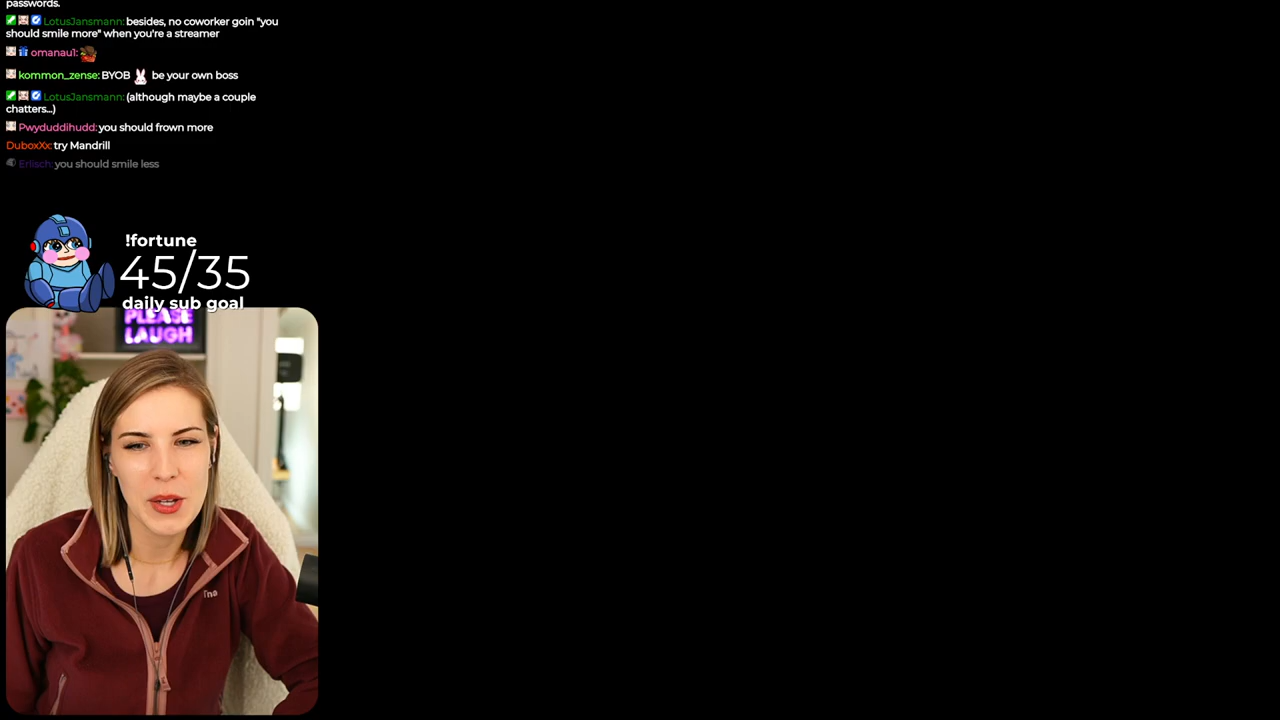 passwords.
LotusJansmann: besides, no coworker goin "you
should smile more" when you're a streamer
omanau1:
kommon_zense: BYOB be your own boss
LotusJansmann: (although maybe a couple
chatters...)
Pwyduddihudd: you should frown more
DuboxXx: try Mandrill
Erlisch: you should smile less
!fortune
45/35
daily sub goal
PLEASE
LAUGH